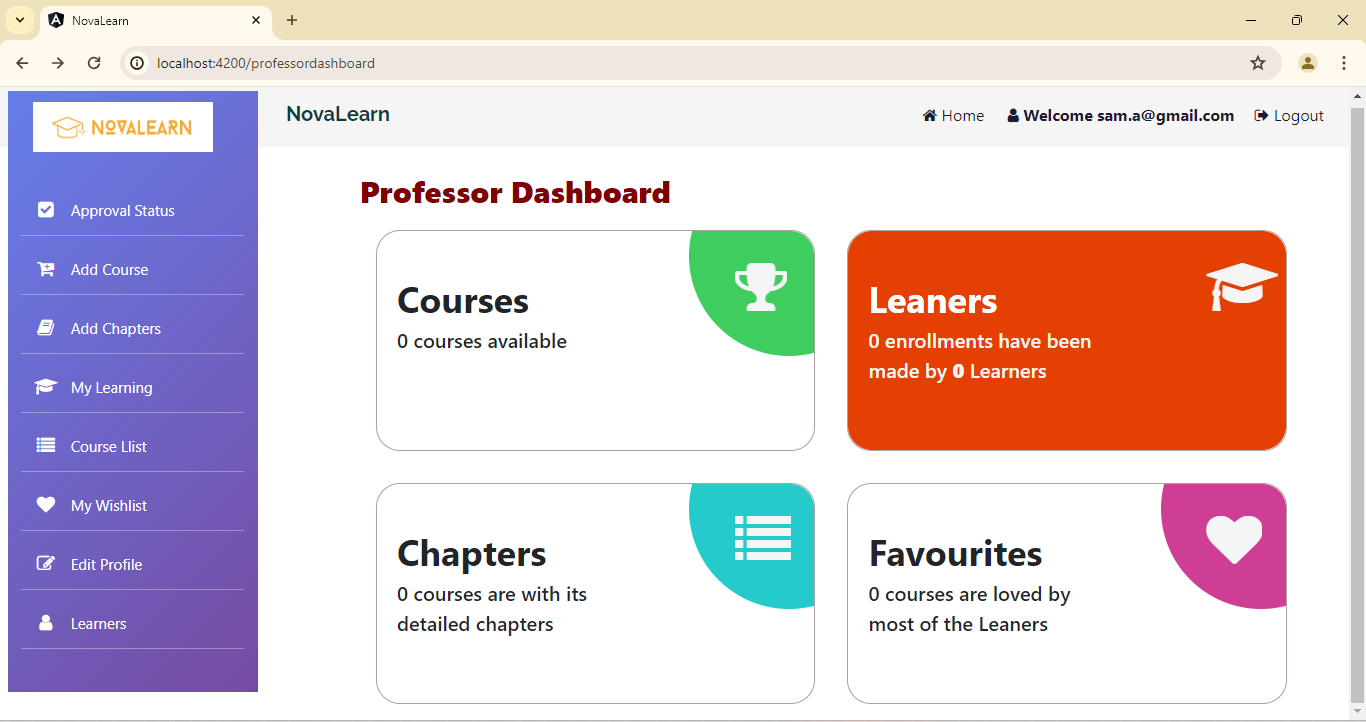 NovaLearn
localhost:4200/professordashboard
NOVALEARN
NovaLearn
Home
Welcome sam.a@gmail.com
Logout
Approval Status
Add Course
Add Chapters
My Learning
Course Llist
My Wishlist
Edit Profile
Learners
Professor Dashboard
Courses
0 courses available
Leaners
0 enrollments have been
made by 0 Learners
Chapters
0 courses are with its
detailed chapters
Favourites
0 courses are loved by
most of the Leaners